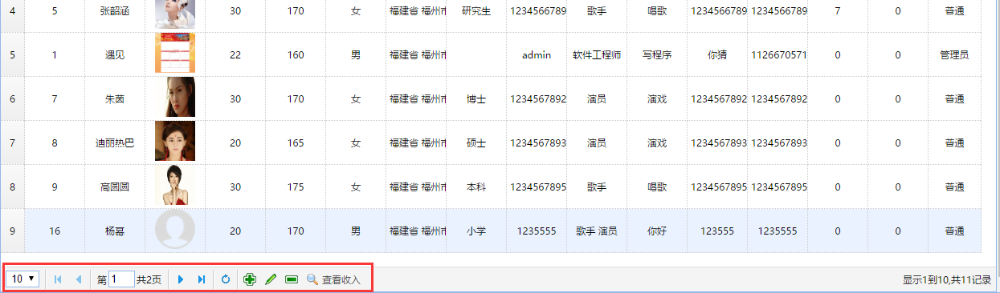 4 5 张韶涵 30 170 女 福建省 福州市 研究生 1234566789 歌手 唱歌 1234566789 1234566789 7 0 普通
5 1 遇见 22 160 男 福建省 福州市 admin 软件工程师 写程序 你猜 1126670571 0 0 管理员
6 7 朱茵 30 170 女 福建省 福州市 博士 1234567892 演员 演戏 1234567892 1234567892 0 0 普通
7 8 迪丽热巴 20 165 女 福建省 福州市 硕士 1234567893 演员 演戏 1234567893 1234567893 0 0 普通
8 9 高圆圆 30 175 女 福建省 福州市 本科 1234567895 歌手 唱歌 1234567895 1234567895 0 0 普通
9 16 杨幂 20 170 男 福建省 福州市 小学 1235555 歌手 演员 你好 123555 1235555 0 0 普通
10 第 1 共2页 查看收入 显示1到10,共11记录